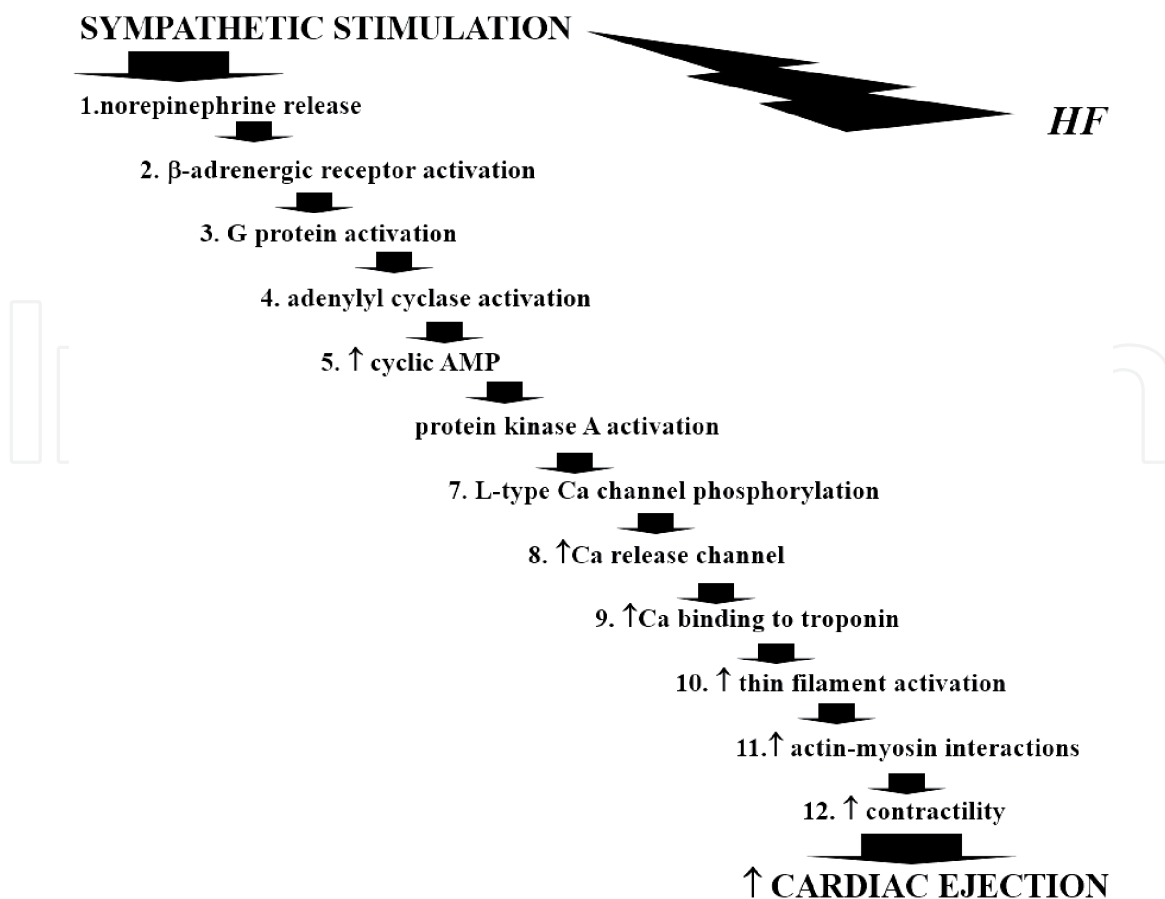 SYMPATHETIC STIMULATION
HF
1.norepinephrine release
2. β-adrenergic receptor activation
3. G protein activation
4. adenylyl cyclase activation
5. ↑ cyclic AMP
protein kinase A activation
7. L-type Ca channel phosphorylation
8. ↑Ca release channel
9. ↑Ca binding to troponin
10. ↑ thin filament activation
11.↑ actin-myosin interactions
12. ↑ contractility
↑ CARDIAC EJECTION